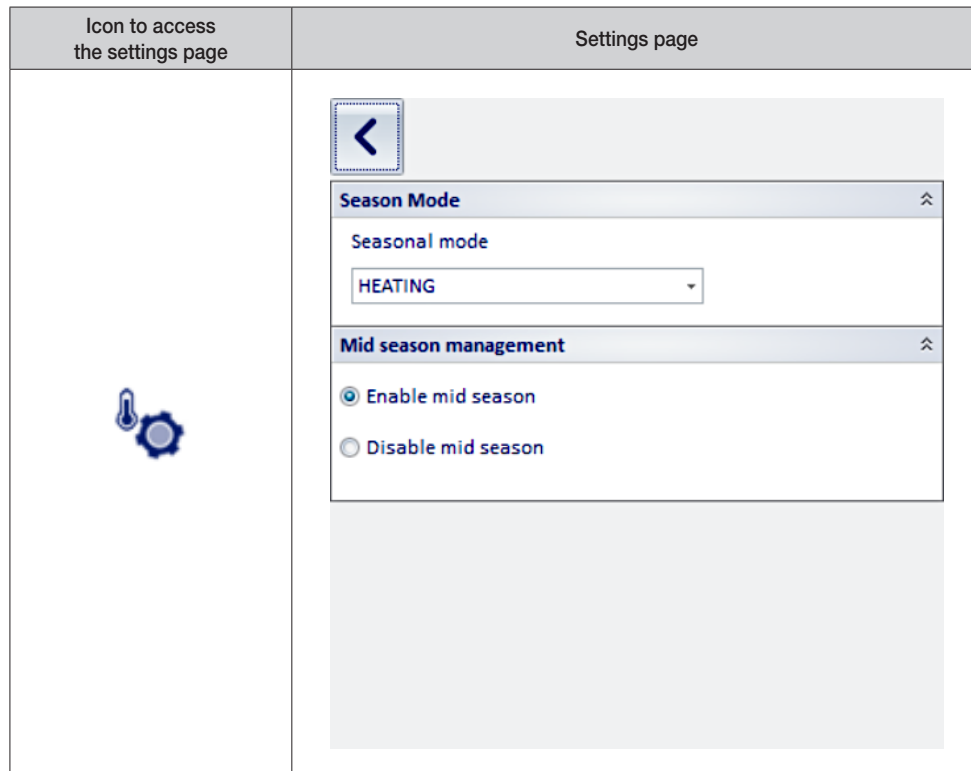 Icon to access
the settings page
Settings page
Season Mode
Seasonal mode
HEATING
Mid season management
Enable mid season
Disable mid season